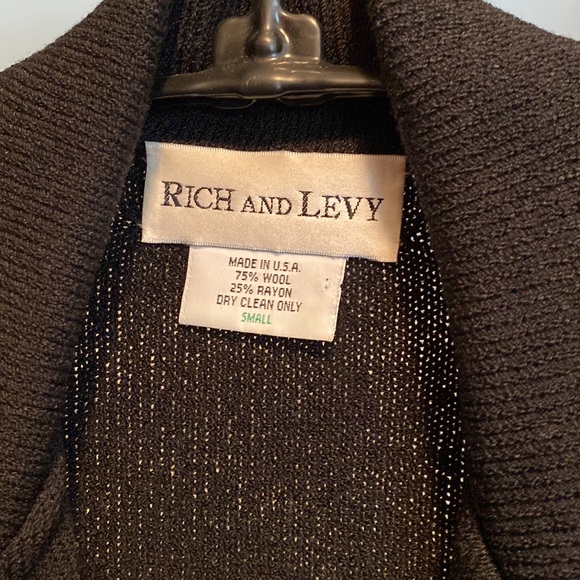 RICH AND LEVY
MADE IN U.S.A.
75% WOOL
25% RAYON
DRY CLEAN ONLY
SMALL